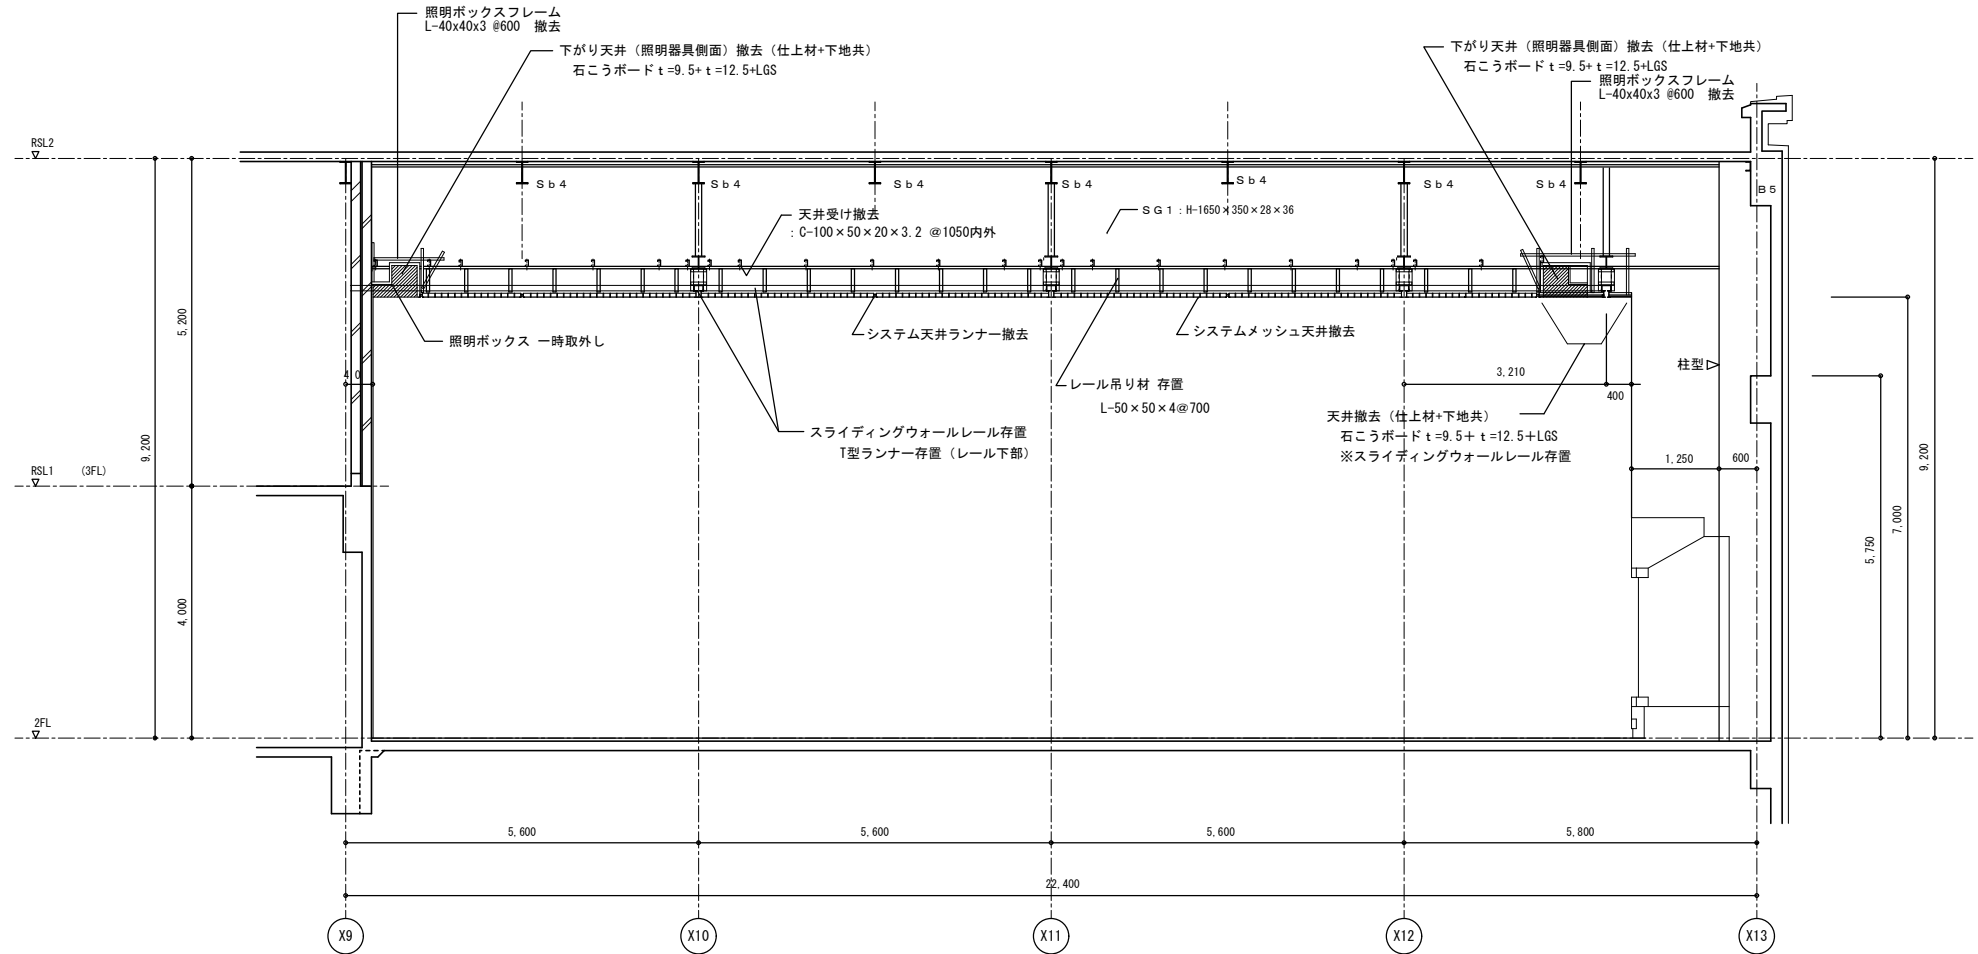 照明ボックスフレーム
L-40x40x3 @600 撤去
下がり天井（照明器具側面）撤去（仕上材+下地共）
石こうボードｔ=9.5+ｔ=12.5+LGS
下がり天井（照明器具側面）撤去（仕上材+下地共）
石こうボードｔ=9.5+ｔ=12.5+LGS
照明ボックスフレーム
L-40x40x3 @600 撤去
RSL2
Ｓｂ４
Ｓｂ４
Ｓｂ４
Ｓｂ４
Ｓｂ４
Ｓｂ４
Ｓｂ４
Ｂ５
天井受け撤去
：C-100×50×20×3.2 @1050内外
ＳＧ１：H-1650×350×28×36
5,200
照明ボックス 一時取外し
システム天井ランナー撤去
システムメッシュ天井撤去
柱型
レール吊り材 存置
L-50×50×4@700
3,210
400
天井撤去（仕上材+下地共）
石こうボードｔ=9.5＋ｔ=12.5＋LGS
※スライディングウォールレール存置
スライディングウォールレール存置
T型ランナー存置（レール下部）
9,200
RSL1 (3FL)
1,250
600
9,200
7,000
5,750
4,000
2FL
5,600
5,600
5,600
5,800
22,400
X9
X10
X11
X12
X13